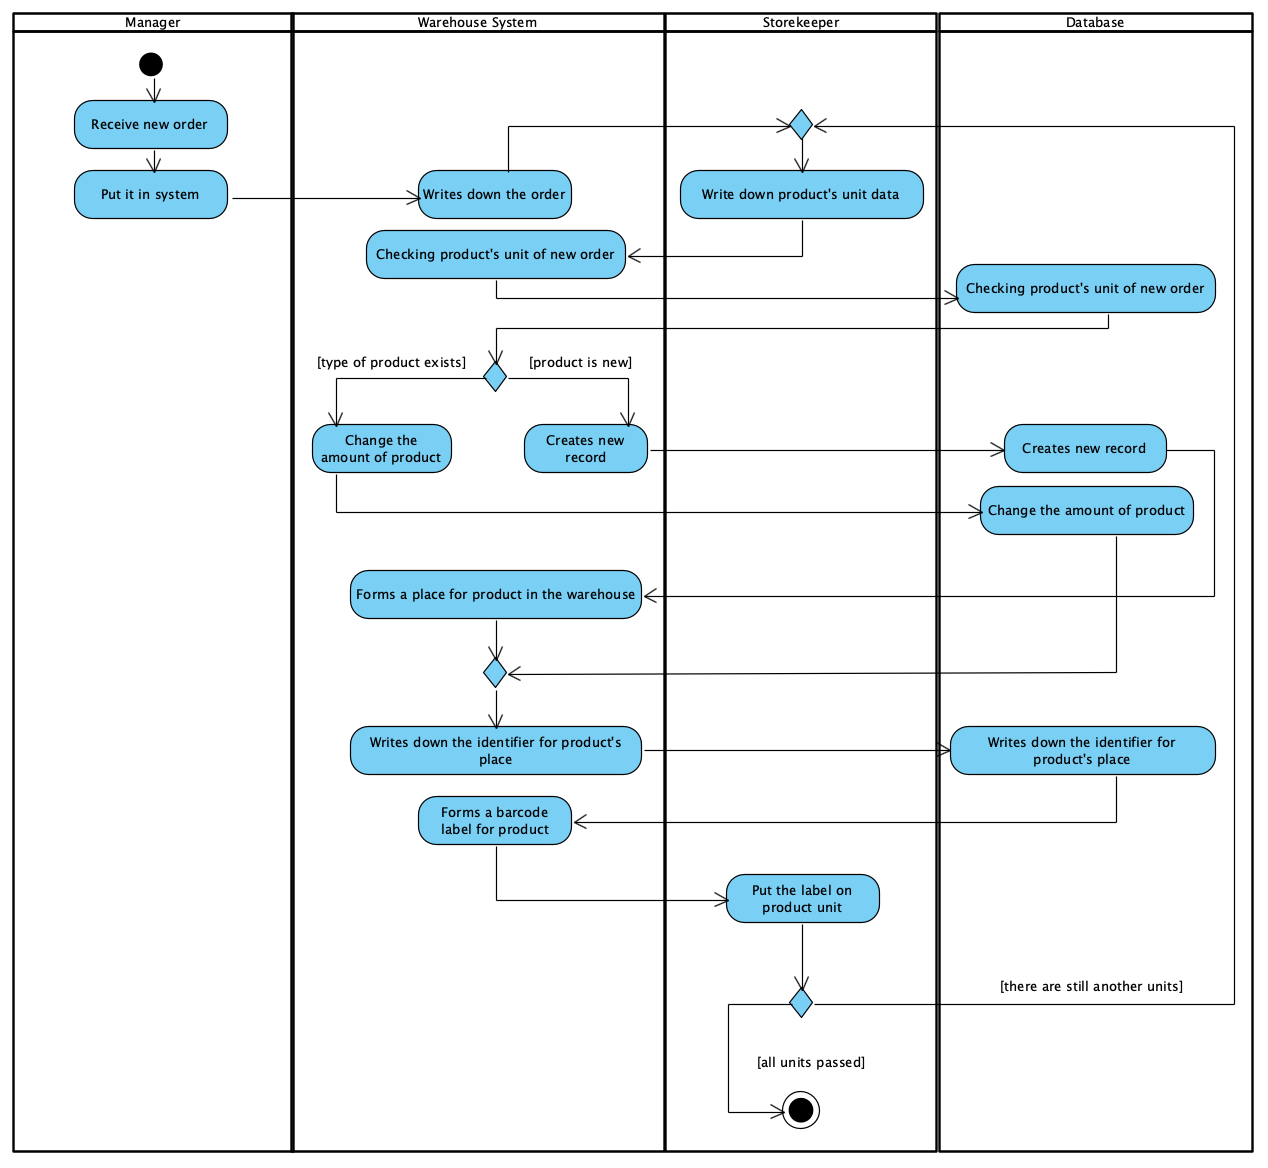 Manager
Warehouse System
Storekeeper
Database
Receive new order
Put it in system
Writes down the order
Write down product's unit data
Checking product's unit of new order
Checking product's unit of new order
[type of product exists]
[product is new]
Change the
amount of product
Creates new
record
Creates new record
Change the amount of product
Forms a place for product in the warehouse
Writes down the identifier for product's
place
Writes down the identifier for
product's place
Forms a barcode
label for product
Put the label on
product unit
[there are still another units]
[all units passed]